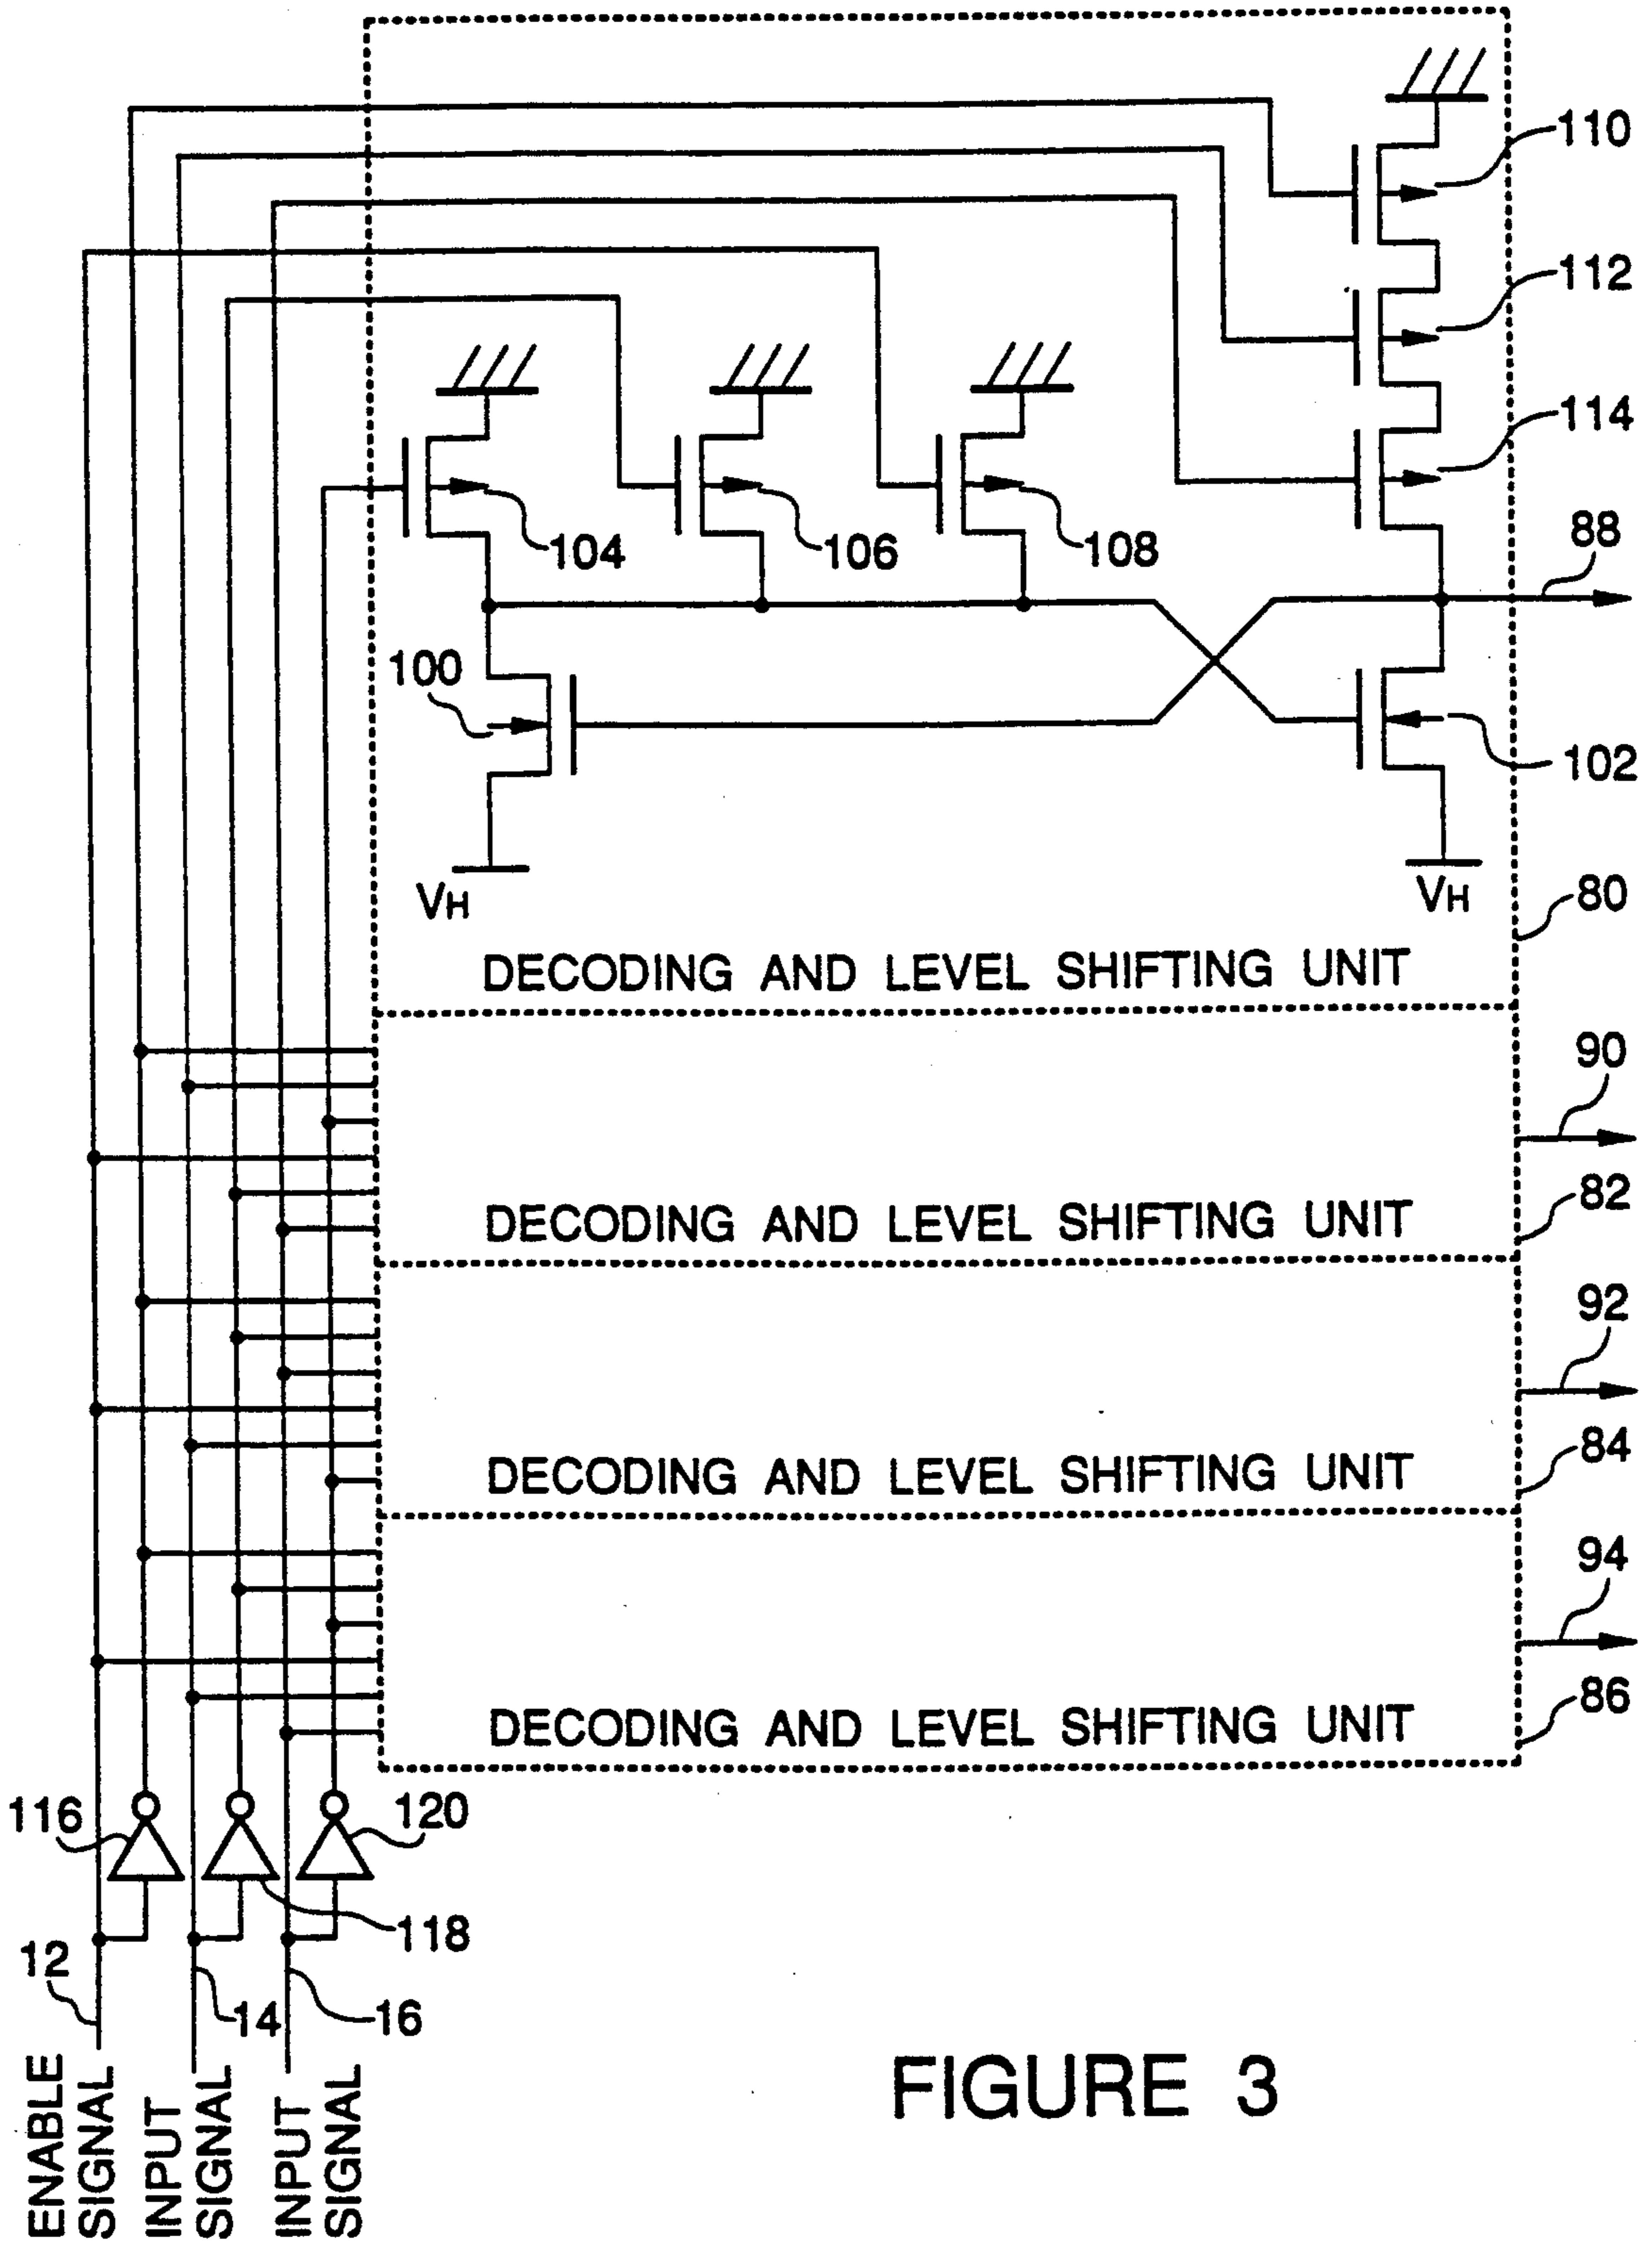 110
112
114
104
106
108
88
100
102
VH
VH
80
DECODING AND LEVEL SHIFTING UNIT
90
82
DECODING AND LEVEL SHIFTING UNIT
92
84
DECODING AND LEVEL SHIFTING UNIT
94
86
DECODING AND LEVEL SHIFTING UNIT
116
120
118
12
14
16
ENABLE
SIGNAL
INPUT
SIGNAL
INPUT
SIGNAL
FIGURE 3